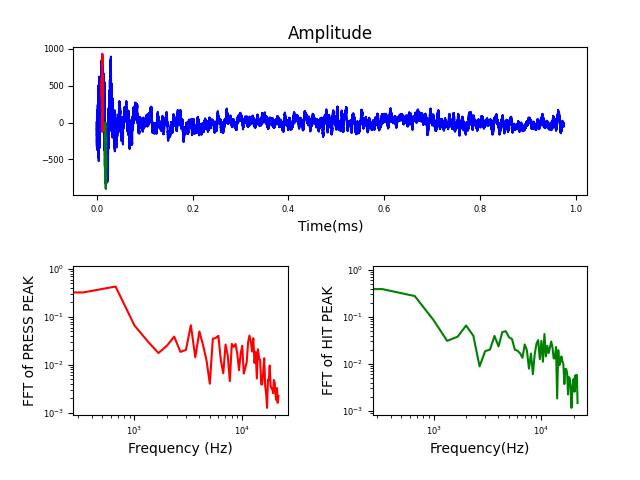 Amplitude
1000
500
0
−500
0.0 0.2 0.4 0.6 0.8 1.0
Time(ms)
FFT of PRESS PEAK
10⁰
10⁻¹
10⁻²
10⁻³
10³ 10⁴
Frequency (Hz)
FFT of HIT PEAK
10⁰
10⁻¹
10⁻²
10⁻³
10³ 10⁴
Frequency(Hz)